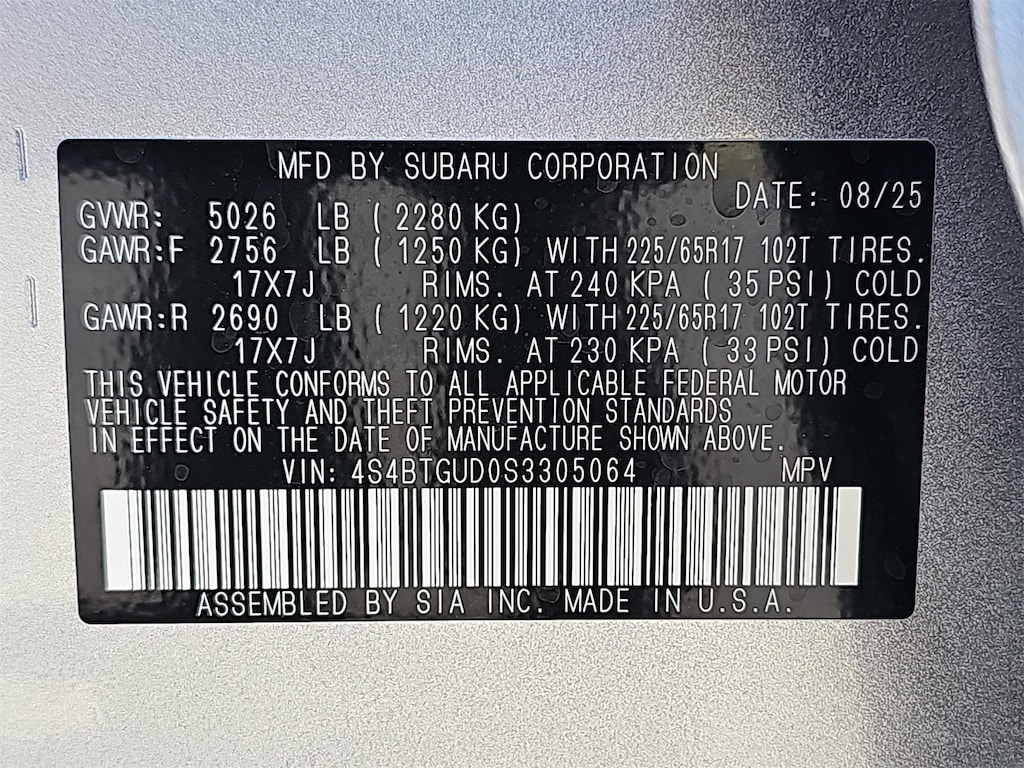 MFD BY SUBARU CORPORATION
DATE: 08/25
GVWR: 5026 LB ( 2280 KG)
GAWR:F 2756 LB ( 1250 KG) WITH 225/65R17 102T TIRES.
17X7J RIMS. AT 240 KPA ( 35 PSI) COLD
GAWR:R 2690 LB ( 1220 KG) WITH 225/65R17 102T TIRES.
17X7J RIMS. AT 230 KPA ( 33 PSI) COLD
THIS VEHICLE CONFORMS TO ALL APPLICABLE FEDERAL MOTOR
VEHICLE SAFETY AND THEFT PREVENTION STANDARDS
IN EFFECT ON THE DATE OF MANUFACTURE SHOWN ABOVE.
VIN: 4S4BTGUD0S3305064 MPV
ASSEMBLED BY SIA INC. MADE IN U.S.A.